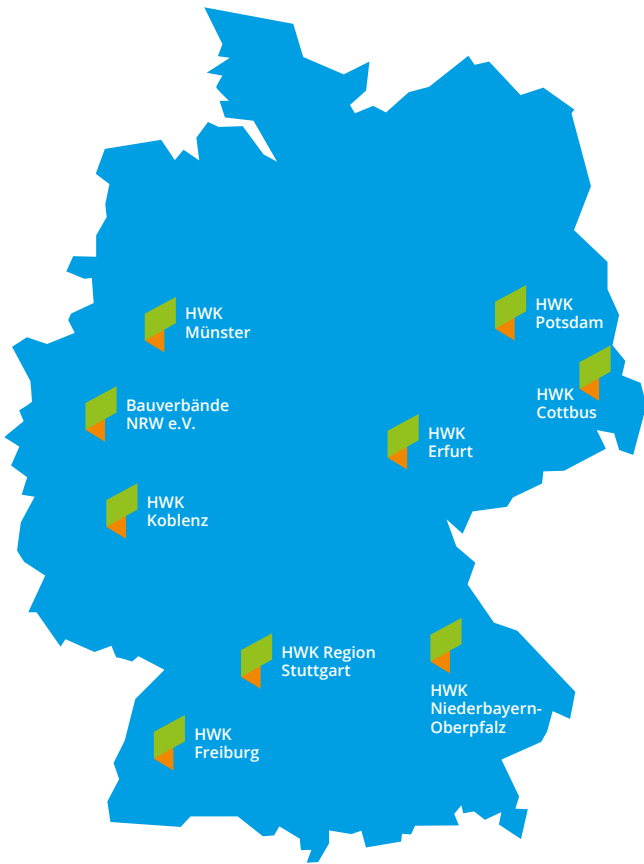 HWK
Münster
HWK
Potsdam
HWK
Cottbus
Bauverbände
NRW e.V.
HWK
Erfurt
HWK
Koblenz
HWK Region
Stuttgart
HWK
Niederbayern-
Oberpfalz
HWK
Freiburg